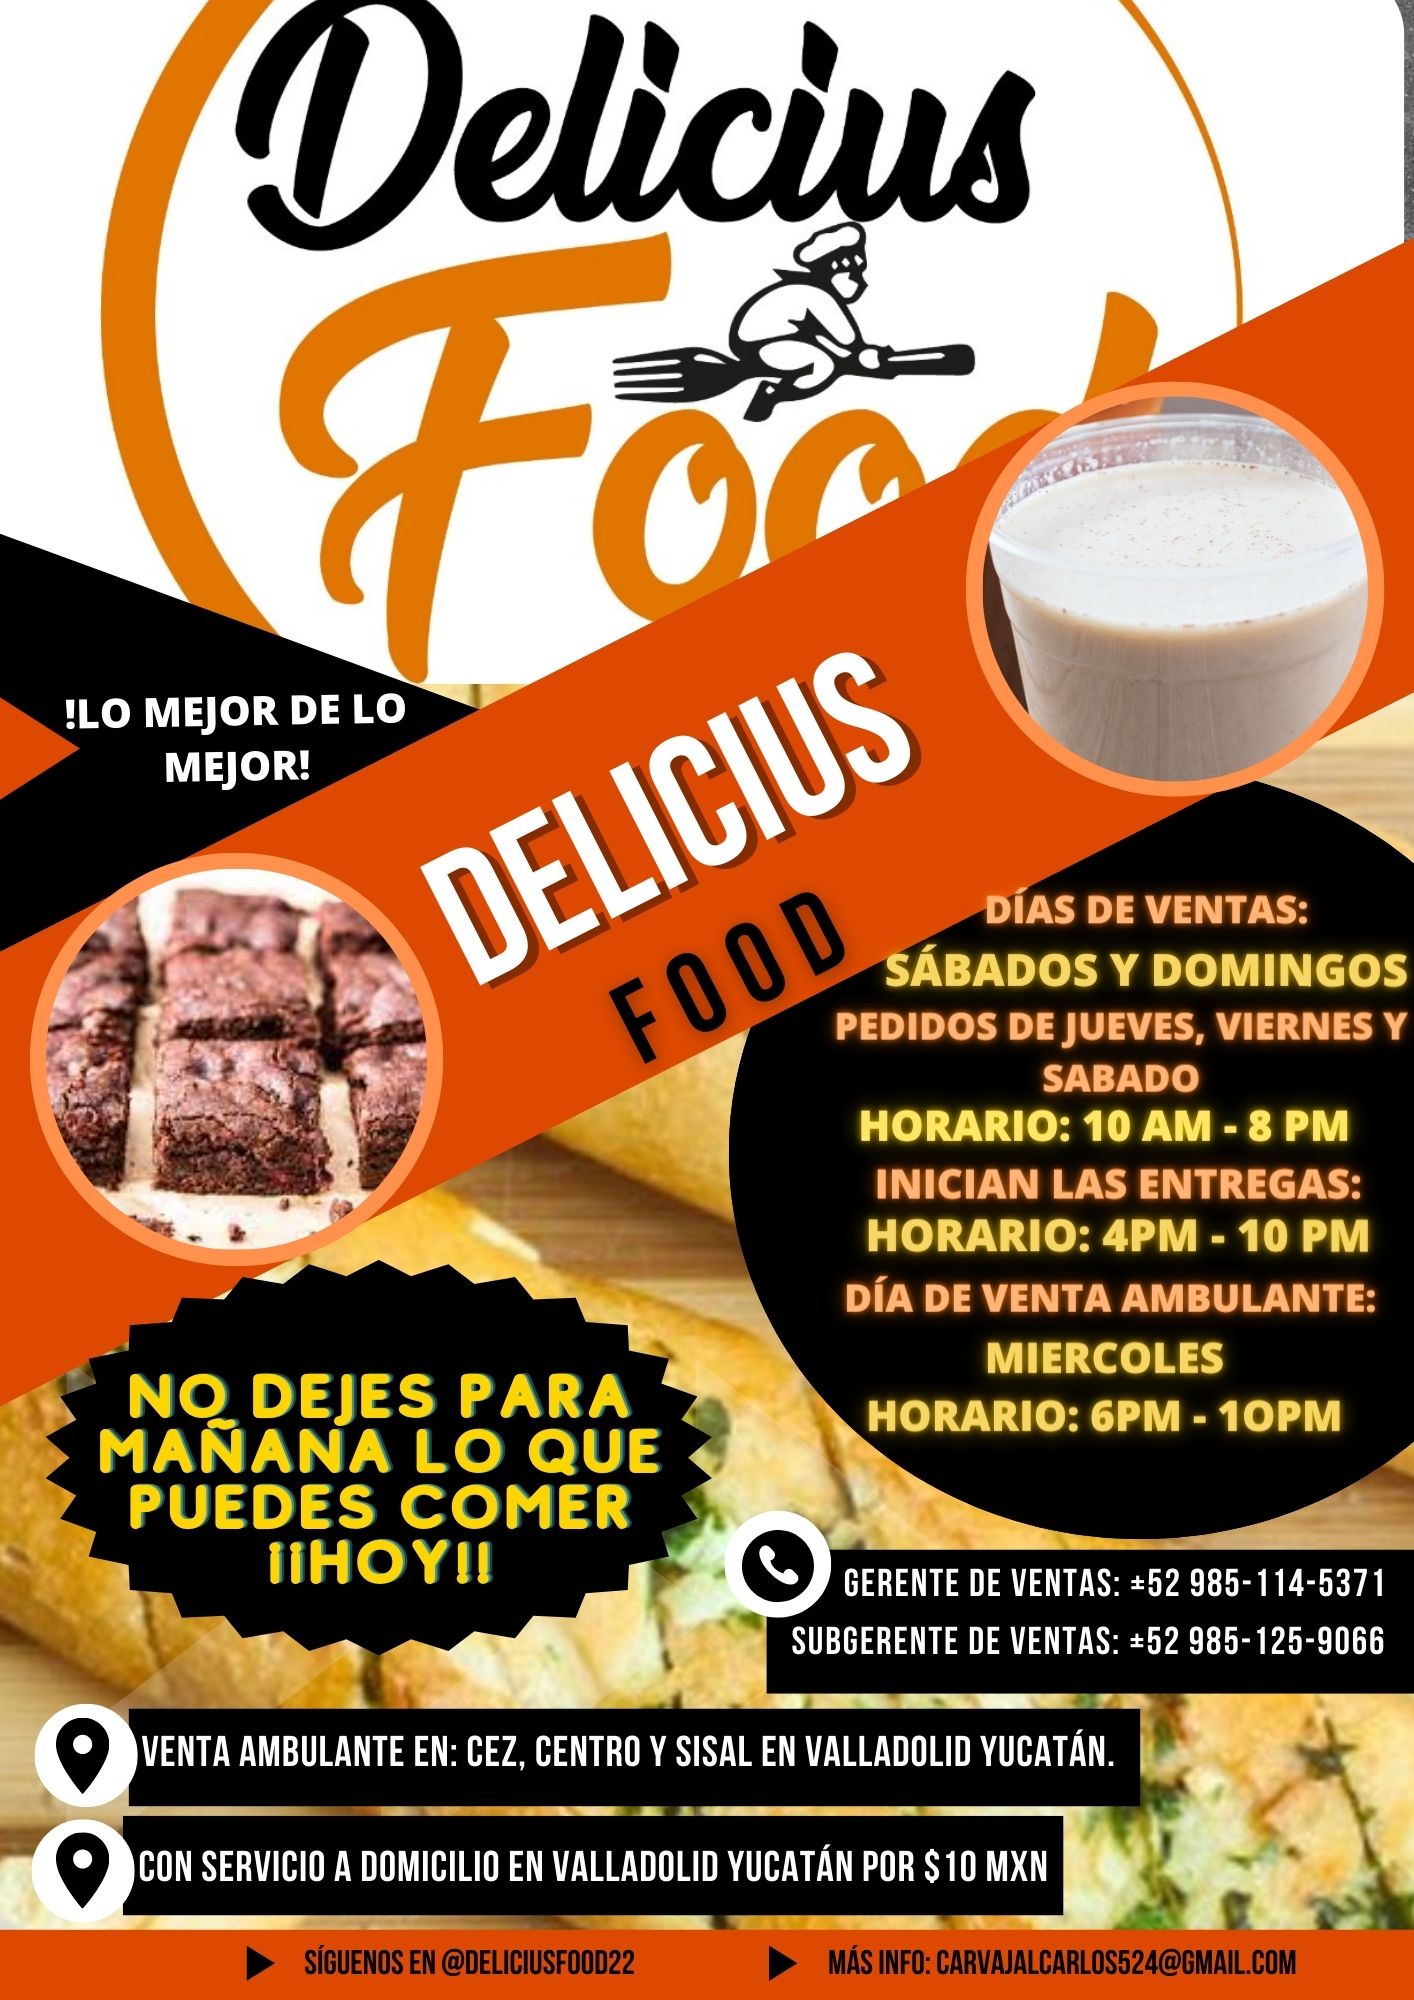 Delicius
Food
!LO MEJOR DE LO
MEJOR!
DELICIUS
FOOD
DÍAS DE VENTAS:
SÁBADOS Y DOMINGOS
PEDIDOS DE JUEVES, VIERNES Y
SABADO
HORARIO: 10 AM - 8 PM
INICIAN LAS ENTREGAS:
HORARIO: 4PM - 10 PM
DÍA DE VENTA AMBULANTE:
MIERCOLES
HORARIO: 6PM - 1OPM
NO DEJES PARA
MAÑANA LO QUE
PUEDES COMER
¡¡HOY!!
GERENTE DE VENTAS: ±52 985-114-5371
SUBGERENTE DE VENTAS: ±52 985-125-9066
VENTA AMBULANTE EN: CEZ, CENTRO Y SISAL EN VALLADOLID YUCATÁN.
CON SERVICIO A DOMICILIO EN VALLADOLID YUCATÁN POR $10 MXN
SÍGUENOS EN @DELICIUSFOOD22
MÁS INFO: CARVAJALCARLOS524@GMAIL.COM